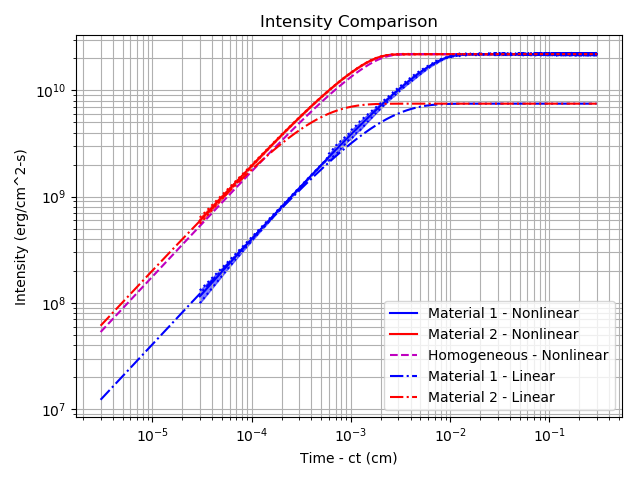 Intensity Comparison
Intensity (erg/cm^2-s)
10^10
10^9
10^8
10^7
Material 1 - Nonlinear
Material 2 - Nonlinear
Homogeneous - Nonlinear
Material 1 - Linear
Material 2 - Linear
10^−5
10^−4
10^−3
10^−2
10^−1
Time - ct (cm)